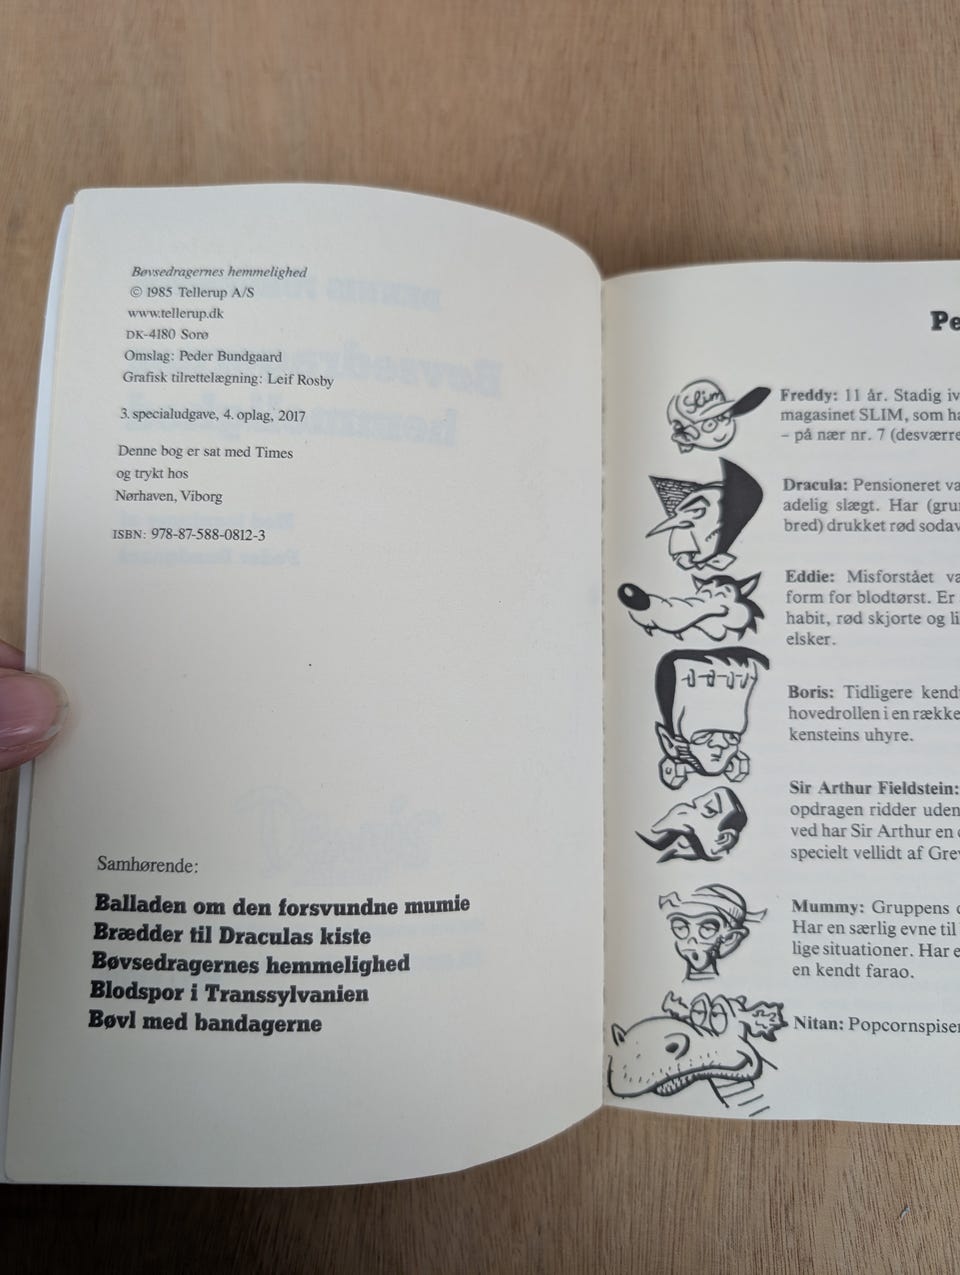 Bøvsedragernes hemmelighed
© 1985 Tellerup A/S
www.tellerup.dk
DK-4180 Sorø
Omslag: Peder Bundgaard
Grafisk tilrettelægning: Leif Rosby
3. specialudgave, 4. oplag, 2017
Denne bog er sat med Times
og trykt hos
Nørhaven, Viborg
ISBN: 978-87-588-0812-3
Samhørende:
Balladen om den forsvundne mumie
Brædder til Draculas kiste
Bøvsedragernes hemmelighed
Blodspor i Transsylvanien
Bøvl med bandagerne
Pe
Slim
Freddy: 11 år. Stadig iv
magasinet SLIM, som ha
– på nær nr. 7 (desværre
Dracula: Pensioneret va
adelig slægt. Har (grun
bred) drukket rød sodav
Eddie: Misforstået va
form for blodtørst. Er
habit, rød skjorte og li
elsker.
Boris: Tidligere kend
hovedrollen i en række
kensteins uhyre.
Sir Arthur Fieldstein:
opdragen ridder uden
ved har Sir Arthur en
specielt vellidt af Grev
Mummy: Gruppens
Har en særlig evne til
lige situationer. Har e
en kendt farao.
Nitan: Popcornspiser